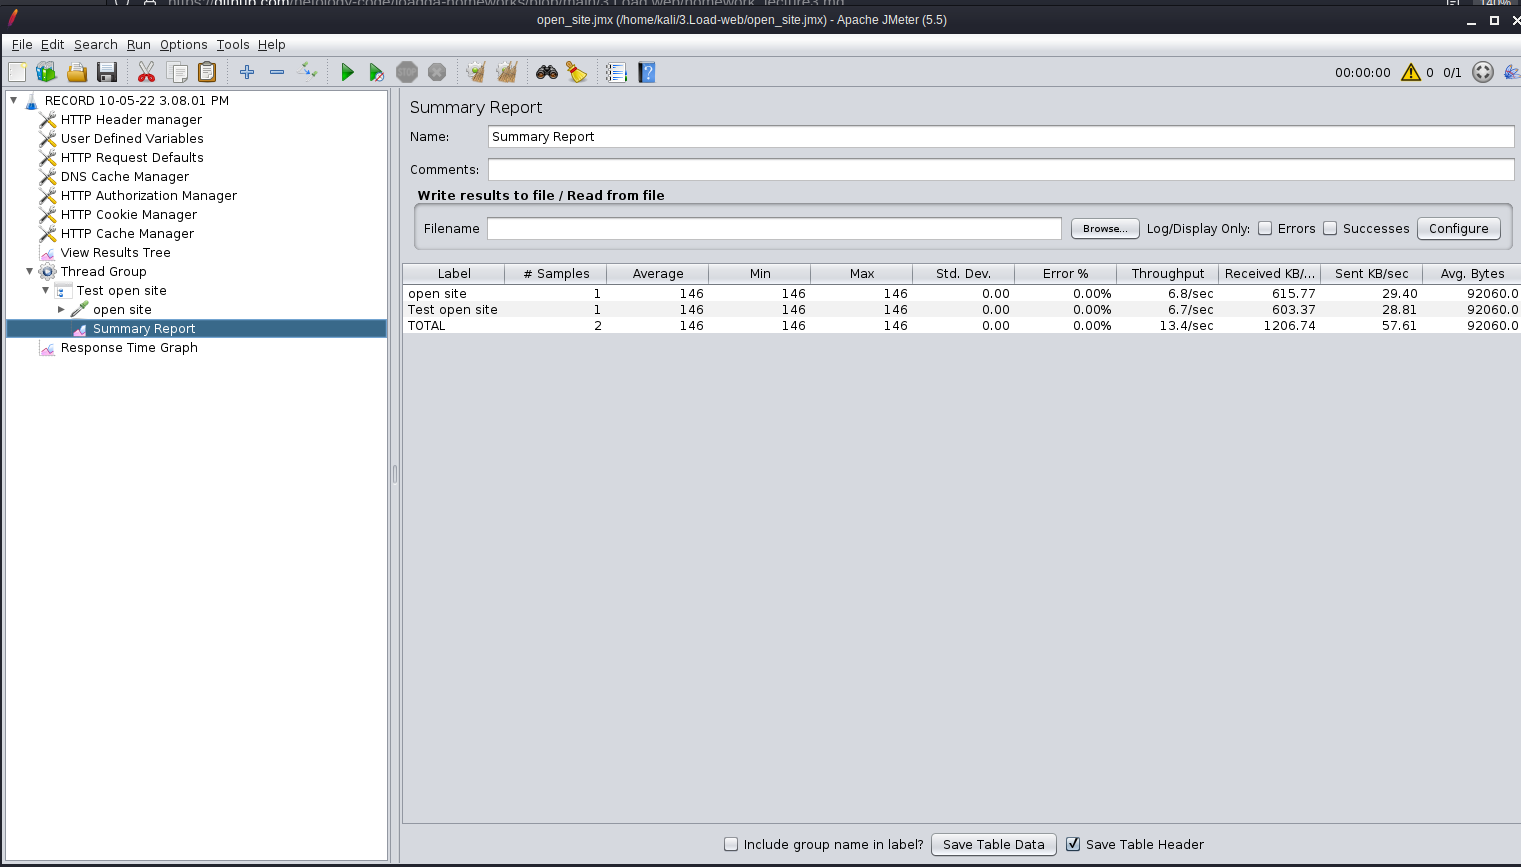 open_site.jmx (/home/kali/3.Load-web/open_site.jmx) - Apache JMeter (5.5)
File Edit Search Run Options Tools Help
00:00:00 0 0/1
RECORD 10-05-22 3.08.01 PM
HTTP Header manager
User Defined Variables
HTTP Request Defaults
DNS Cache Manager
HTTP Authorization Manager
HTTP Cookie Manager
HTTP Cache Manager
View Results Tree
Thread Group
Test open site
open site
Summary Report
Response Time Graph
Summary Report
Name: Summary Report
Comments:
Write results to file / Read from file
Filename Browse... Log/Display Only: Errors Successes Configure
Label # Samples Average Min Max Std. Dev. Error % Throughput Received KB/... Sent KB/sec Avg. Bytes
open site 1 146 146 146 0.00 0.00% 6.8/sec 615.77 29.40 92060.0
Test open site 1 146 146 146 0.00 0.00% 6.7/sec 603.37 28.81 92060.0
TOTAL 2 146 146 146 0.00 0.00% 13.4/sec 1206.74 57.61 92060.0
Include group name in label? Save Table Data Save Table Header